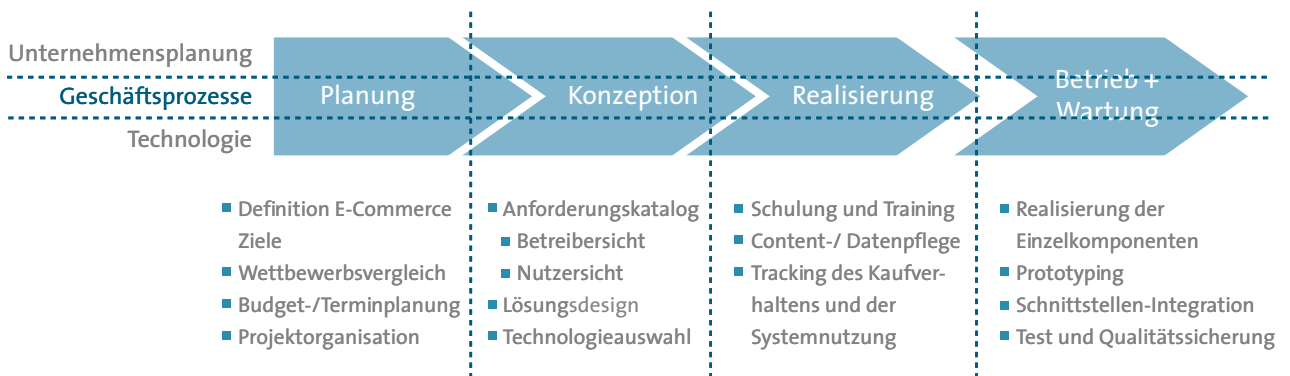 Unternehmensplanung
Geschäftsprozesse
Technologie
Planung
Konzeption
Realisierung
Betrieb +
Wartung
Definition E-Commerce
Ziele
Wettbewerbsvergleich
Budget-/Terminplanung
Projektorganisation
Anforderungskatalog
Betreibersicht
Nutzersicht
Lösungsdesign
Technologieauswahl
Schulung und Training
Content-/ Datenpflege
Tracking des Kaufver-
haltens und der
Systemnutzung
Realisierung der
Einzelkomponenten
Prototyping
Schnittstellen-Integration
Test und Qualitätssicherung